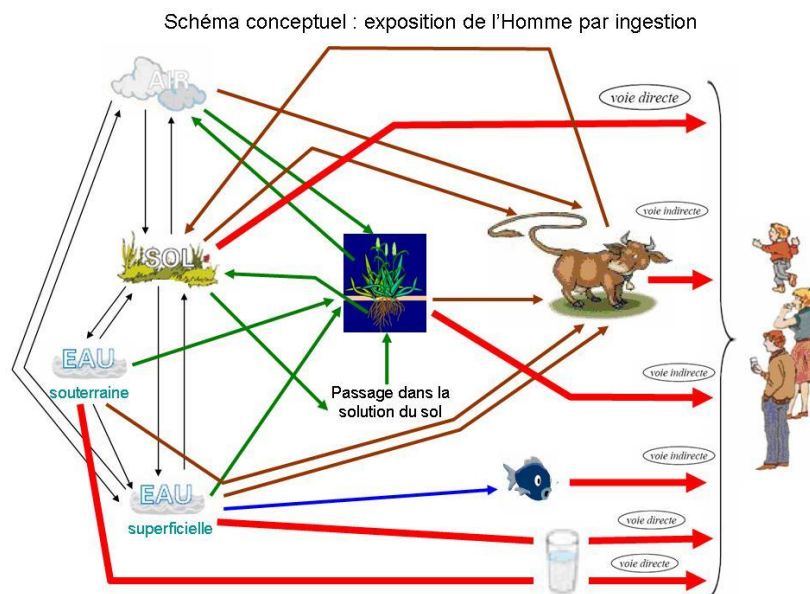 Schéma conceptuel : exposition de l'Homme par ingestion
AIR
voie directe
voie indirecte
SOL
EAU
souterraine
Passage dans la
solution du sol
voie indirecte
voie indirecte
EAU
superficielle
voie directe
voie directe